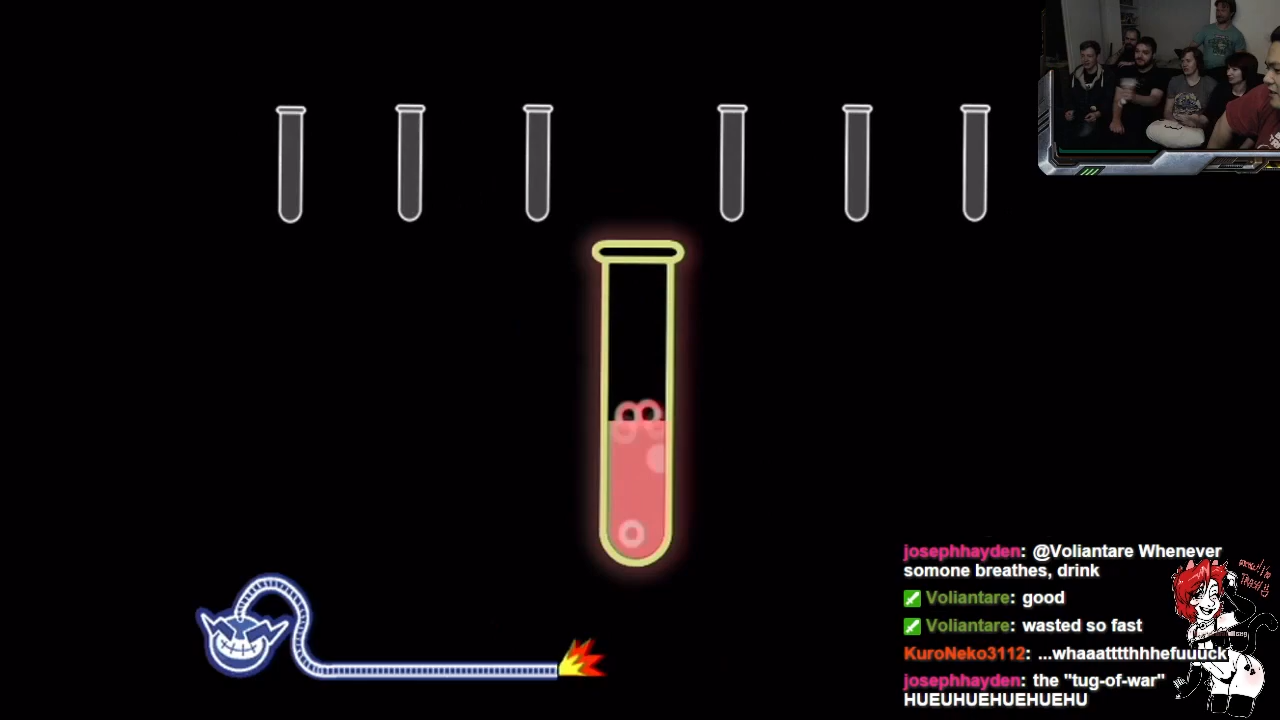 josephhayden: @Voliantare Whenever
somone breathes, drink
Voliantare: good
Voliantare: wasted so fast
KuroNeko3112: ...whaaatttthhhefuuuck
josephhayden: the "tug-of-war"
HUEUHUEHUEHUEHU